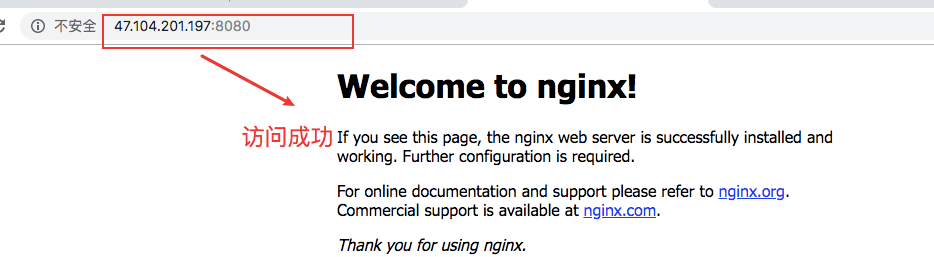 不安全 47.104.201.197:8080
Welcome to nginx!
访问成功
If you see this page, the nginx web server is successfully installed and
working. Further configuration is required.
For online documentation and support please refer to nginx.org.
Commercial support is available at nginx.com.
Thank you for using nginx.